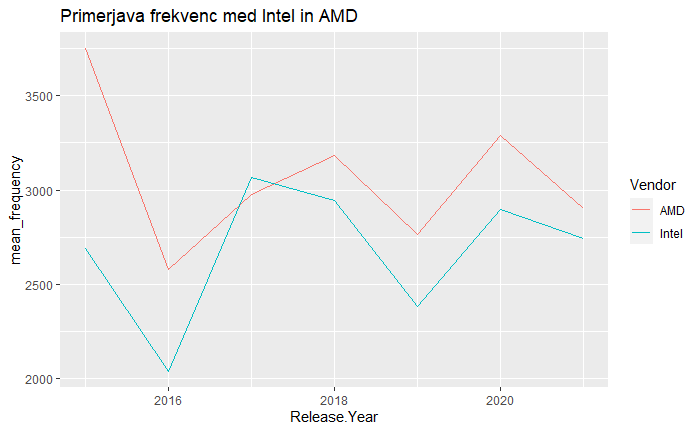 Primerjava frekvenc med Intel in AMD
mean_frequency
3500
3000
2500
2000
2016
2018
2020
Release.Year
Vendor
AMD
Intel